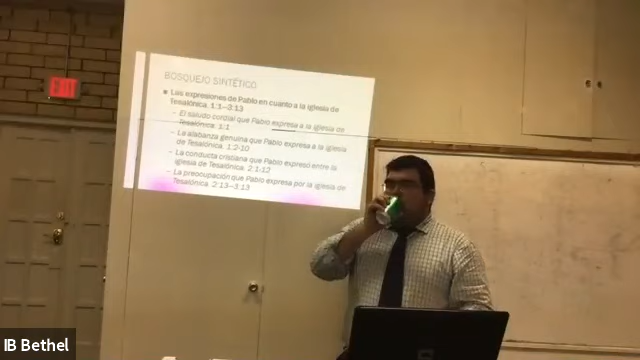 EXIT
BOSQUEJO SINTÉTICO
Las expresiones de Pablo en cuanto a la iglesia de
Tesalónica. 1:1—3:13
– El saludo cordial que Pablo expresa a la iglesia de
Tesalónica. 1:1
– La alabanza genuina que Pablo expresa a la iglesia
de Tesalónica. 1:2-10
– La conducta cristiana que Pablo expresó entre la
iglesia de Tesalónica. 2:1-12
– La preocupación que Pablo expresa por la iglesia de
Tesalónica. 2:13—3:13
IB Bethel